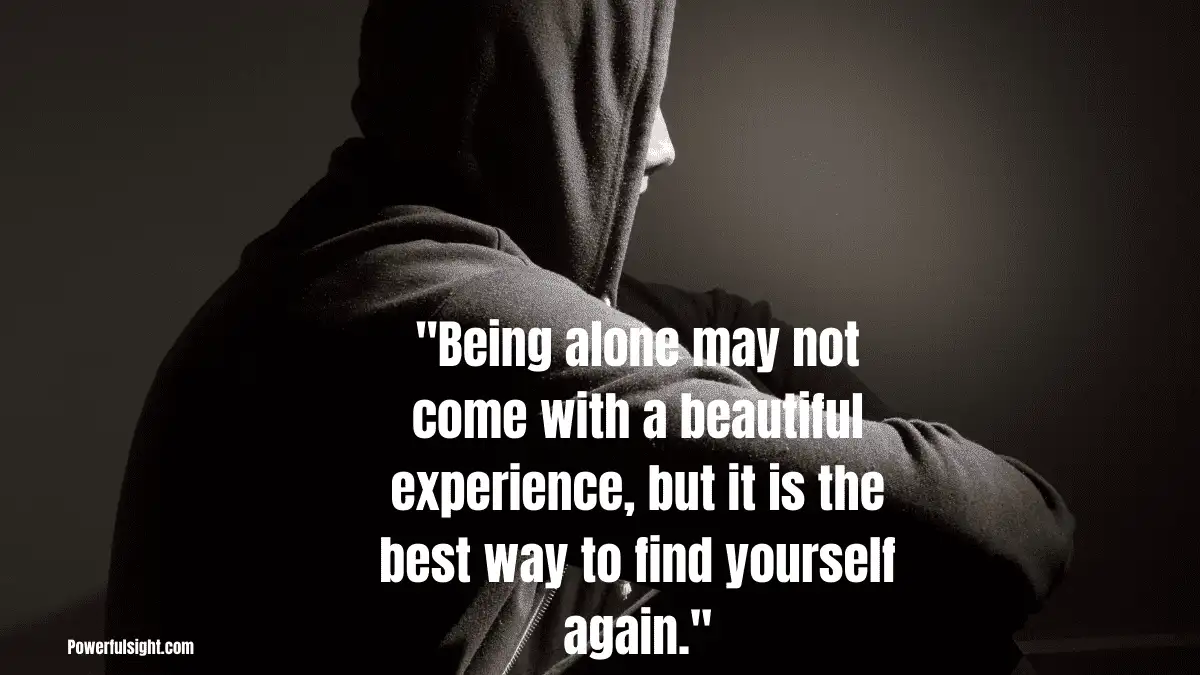 "Being alone may not
come with a beautiful
experience, but it is the
best way to find yourself
again."
Powerfulsight.com